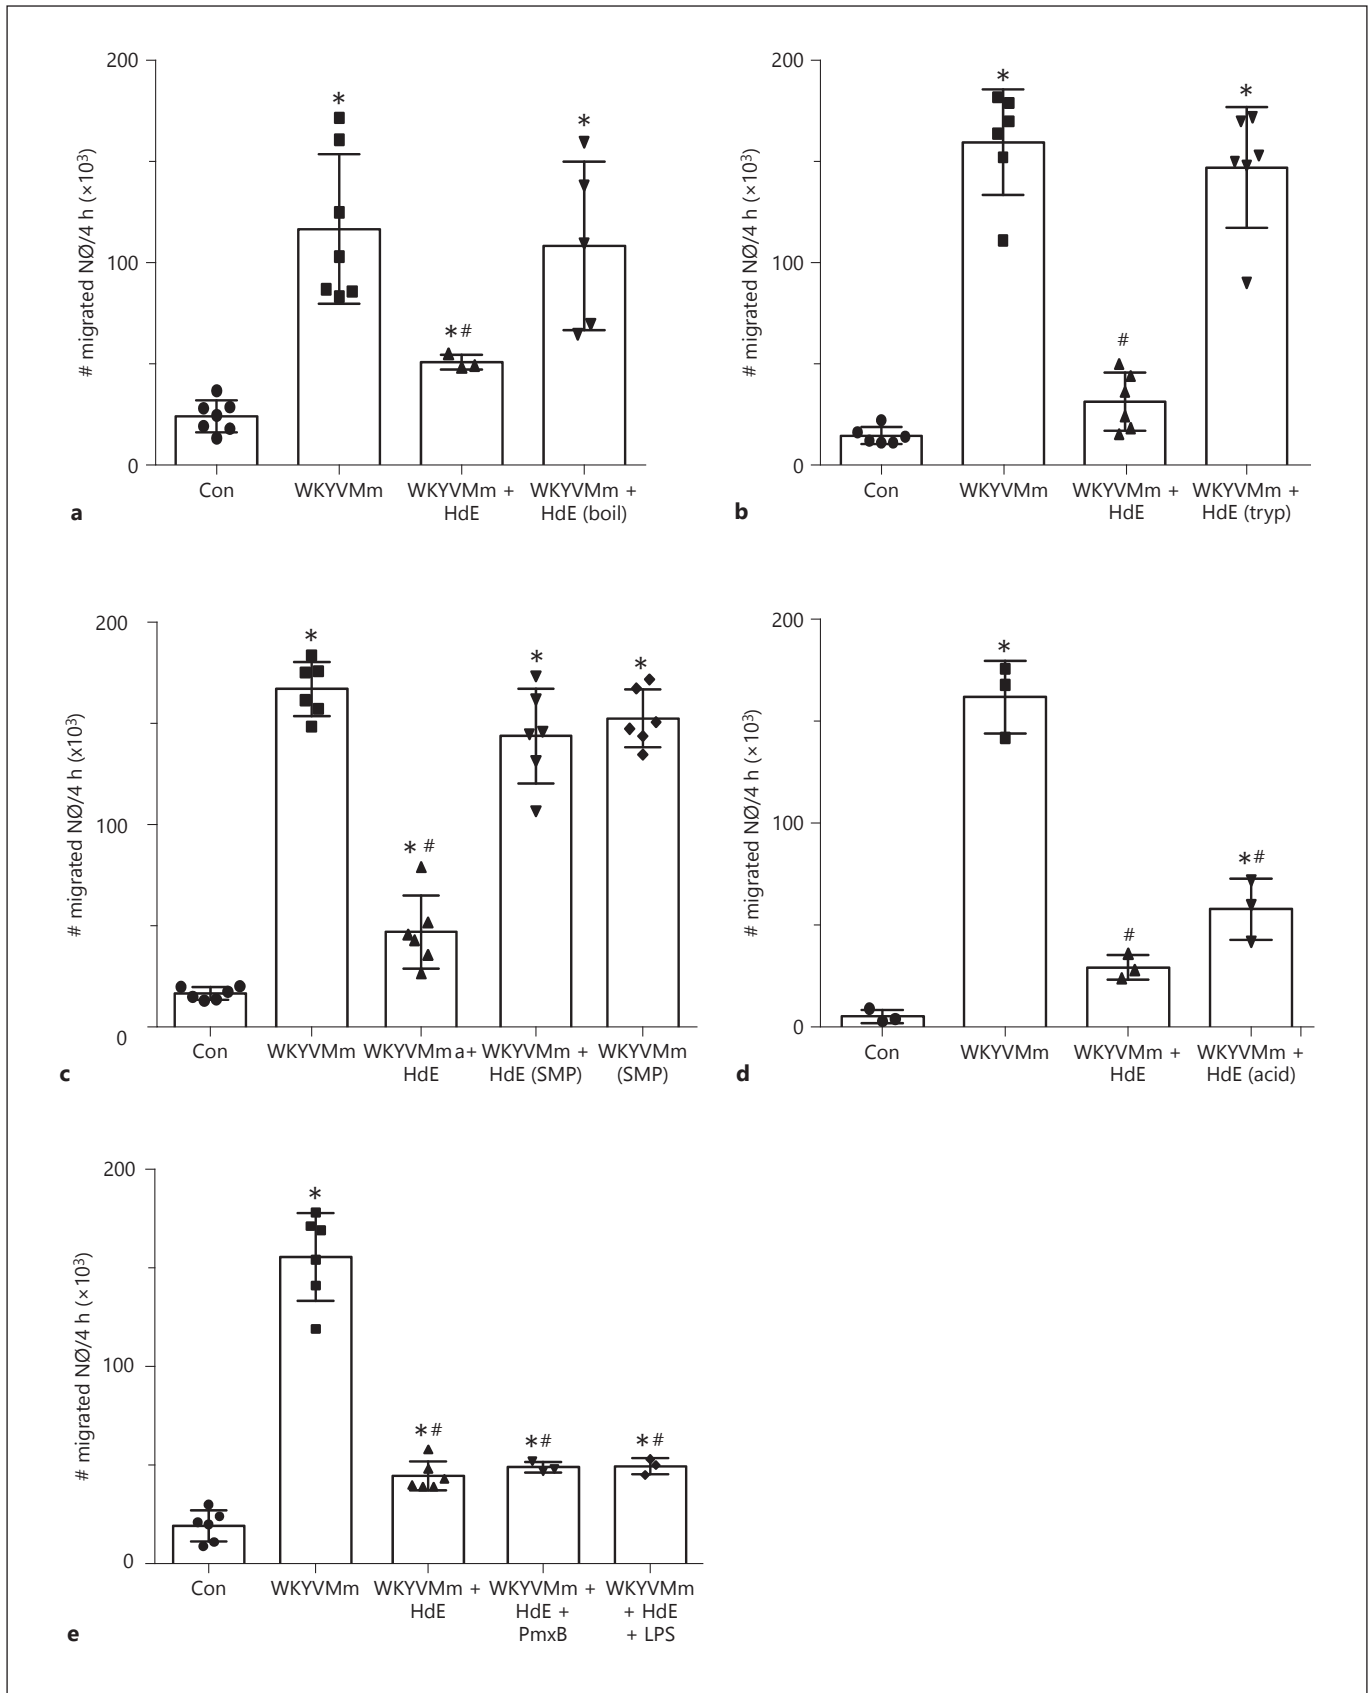 200
100
0
# migrated NØ/4 h (×10³)
*
*#
*
Con
WKYVMm
WKYVMm +
HdE
WKYVMm +
HdE (boil)
a
200
100
0
# migrated NØ/4 h (×10³)
*
#
*
Con
WKYVMm
WKYVMm +
HdE
WKYVMm +
HdE (tryp)
b
200
100
0
# migrated NØ/4 h (x10³)
*
* #
*
*
Con
WKYVMm
WKYVMm a+
HdE
WKYVMm +
HdE (SMP)
WKYVMm
(SMP)
c
200
100
0
# migrated NØ/4 h (×10³)
*
#
*#
Con
WKYVMm
WKYVMm +
HdE
WKYVMm +
HdE (acid)
d
200
100
0
# migrated NØ/4 h (×10³)
*
*#
*#
*#
Con
WKYVMm
WKYVMm +
HdE
WKYVMm +
HdE +
PmxB
WKYVMm
+ HdE
+ LPS
e